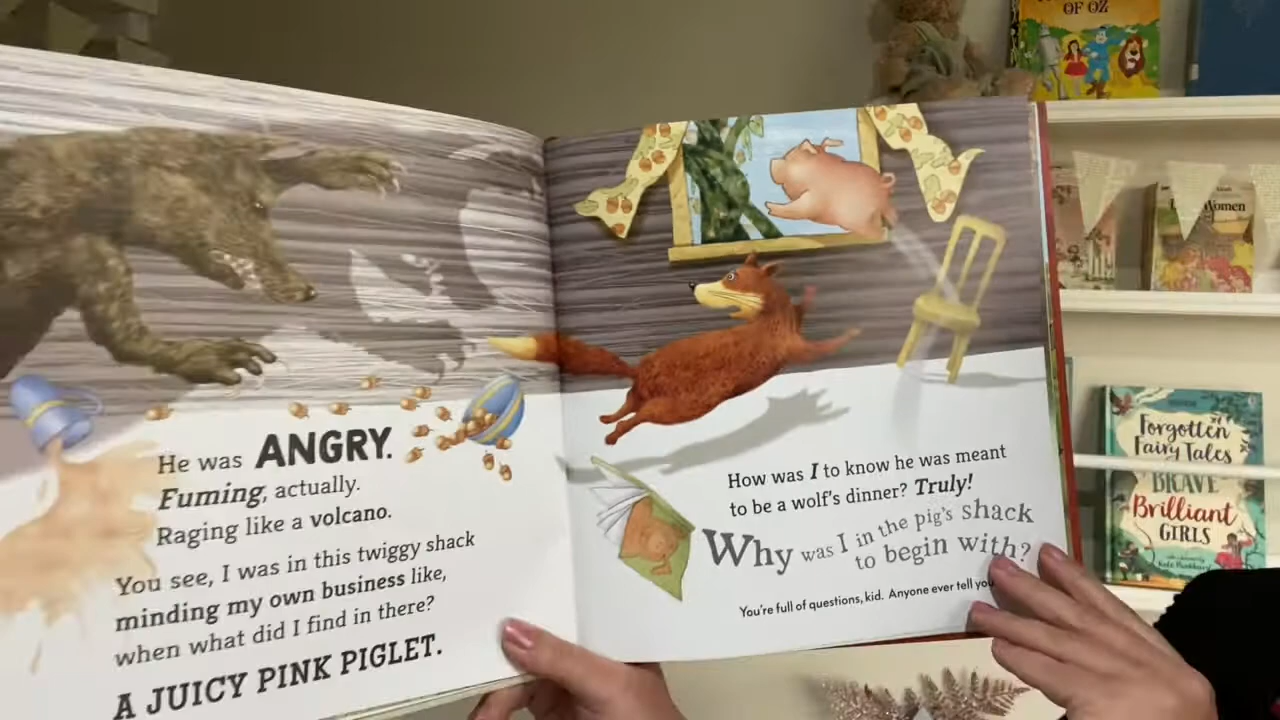 He was ANGRY.
Fuming, actually.
Raging like a volcano.
You see, I was in this twiggy shack
minding my own business like,
when what did I find in there?
A JUICY PINK PIGLET.
How was I to know he was meant
to be a wolf's dinner? Truly!
Why was I in the pig's shack
to begin with?
You're full of questions, kid. Anyone ever tell you
OF OZ
Women
Forgotten
Fairy Tales
BRAVE
Brilliant
GIRLS